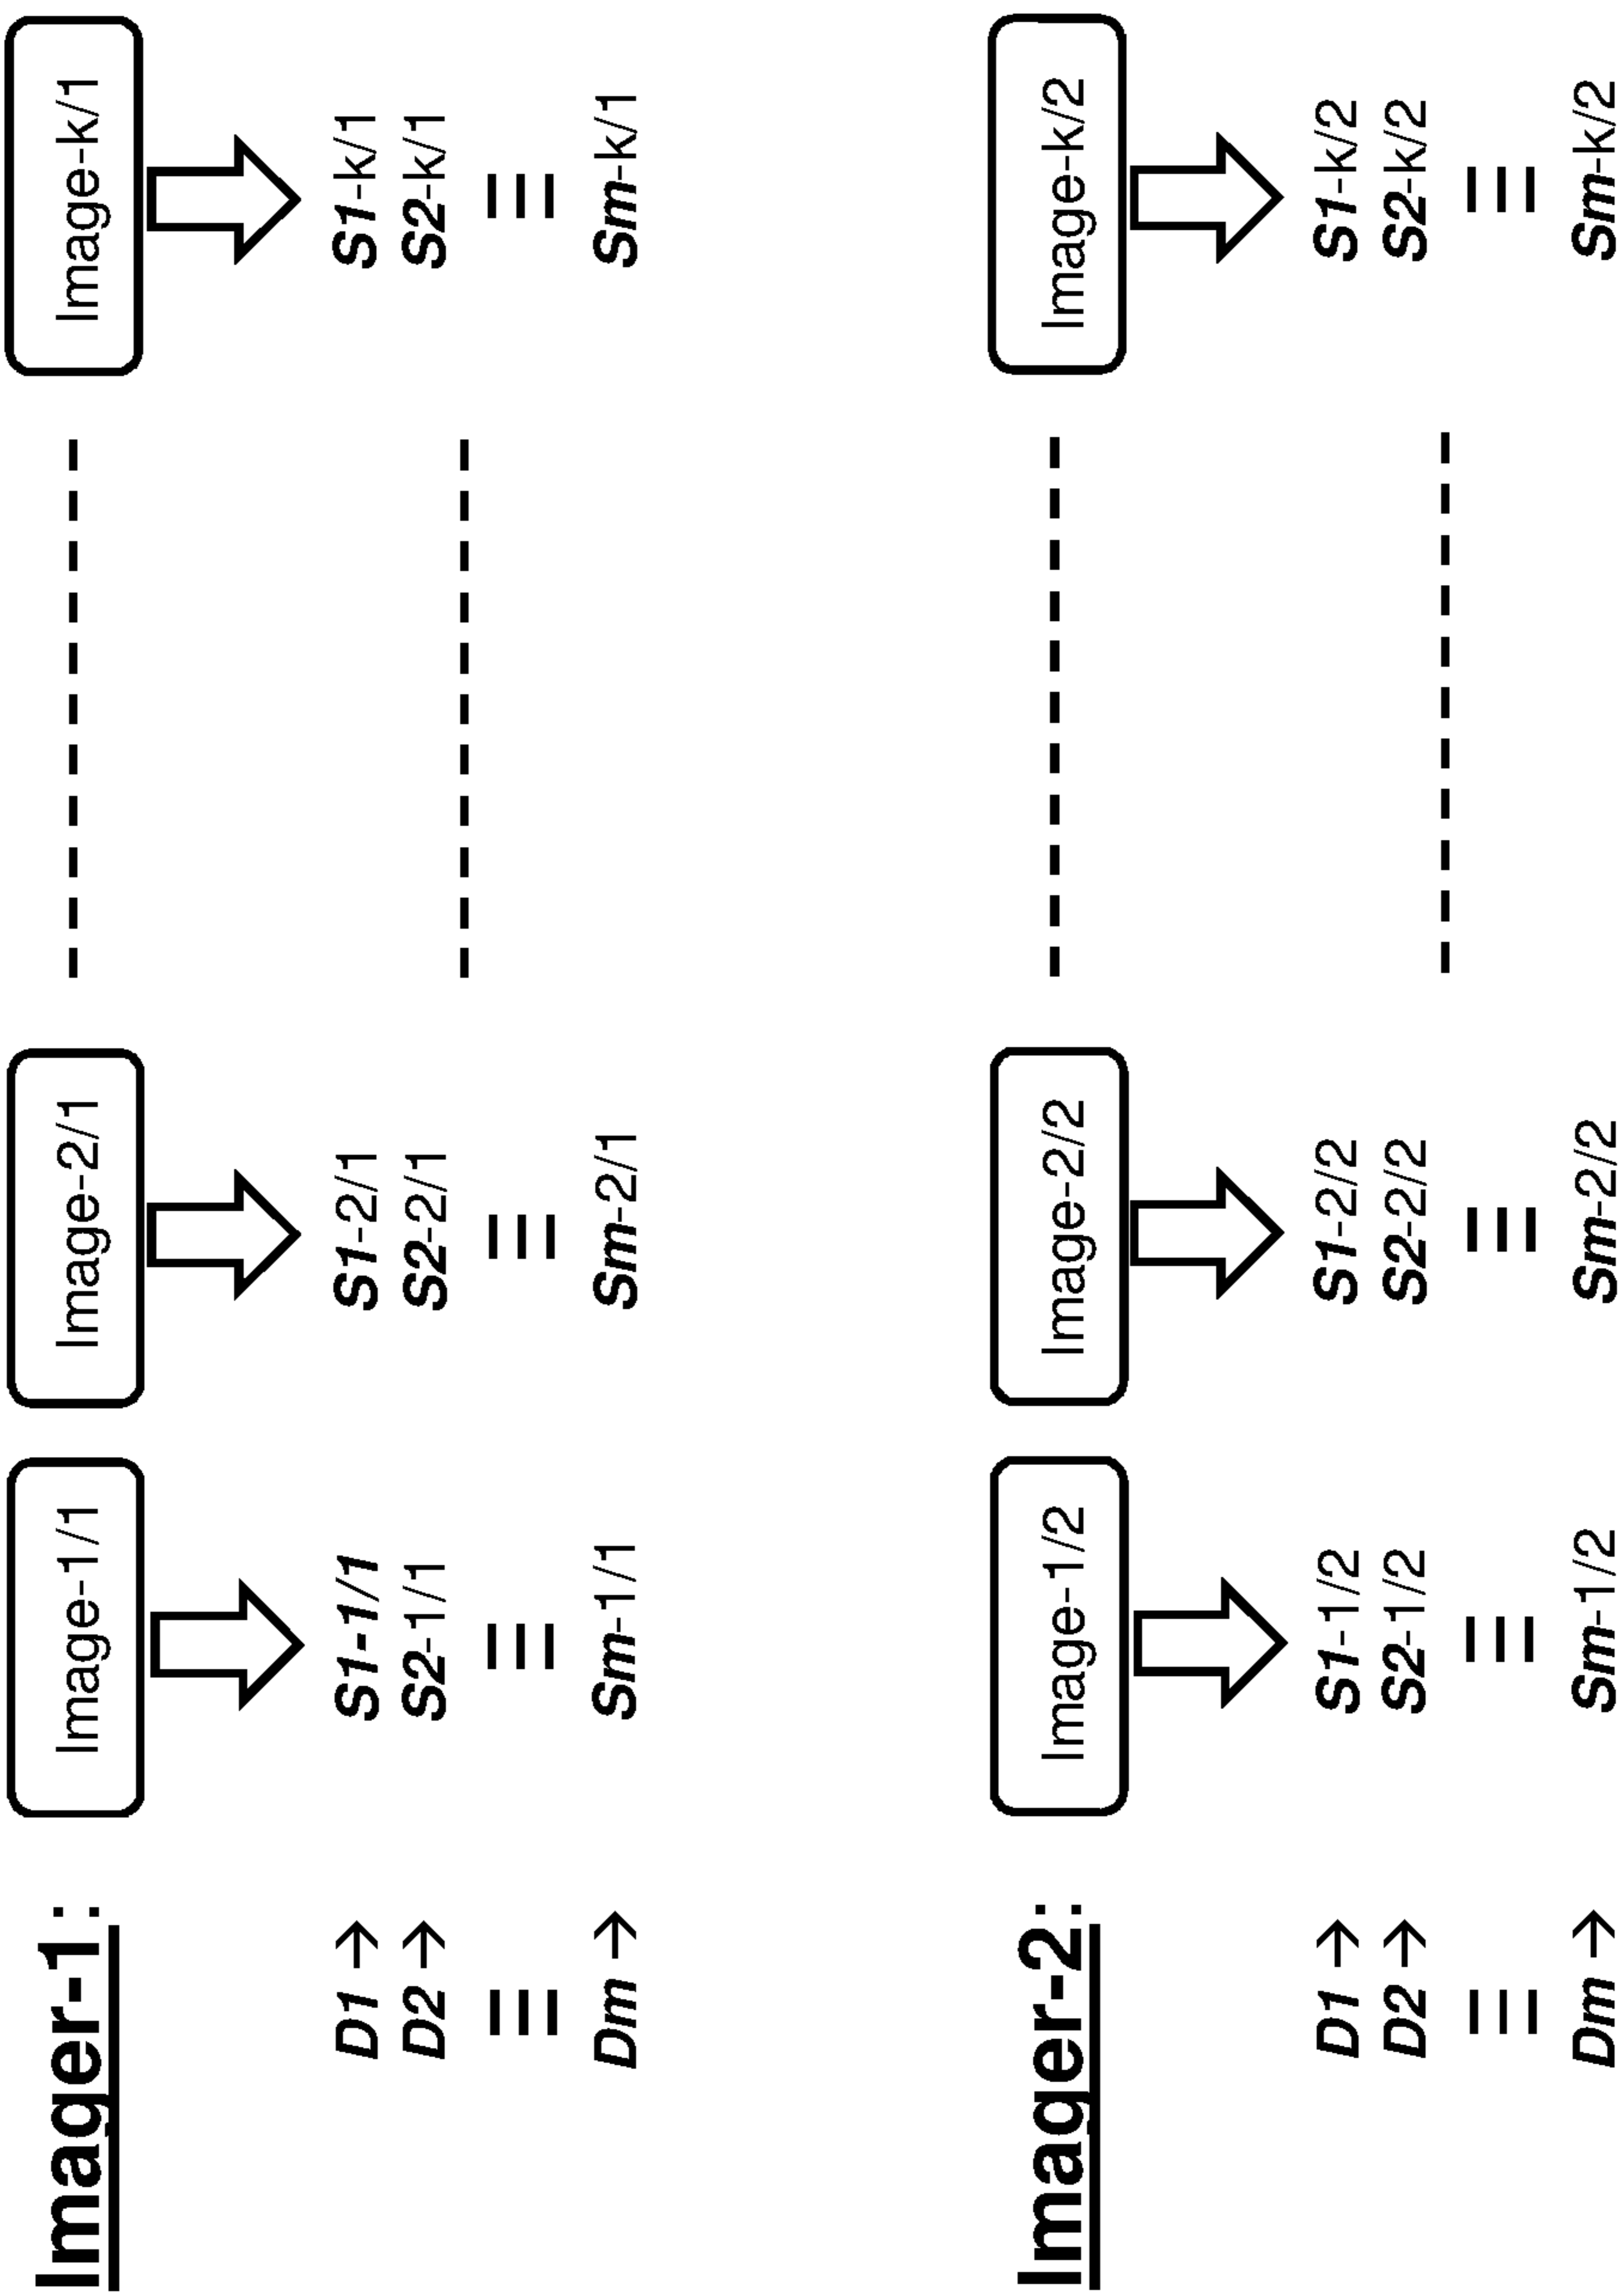 Imager-1: Image-1/1 Image-2/1 Image-k/1
D1 → S1-1/1 S1-2/1 S1-k/1
D2 → S2-1/1 S2-2/1 S2-k/1
Dm → Sm-1/1 Sm-2/1 Sm-k/1
Imager-2: Image-1/2 Image-2/2 Image-k/2
D1 → S1-1/2 S1-2/2 S1-k/2
D2 → S2-1/2 S2-2/2 S2-k/2
Dm → Sm-1/2 Sm-2/2 Sm-k/2